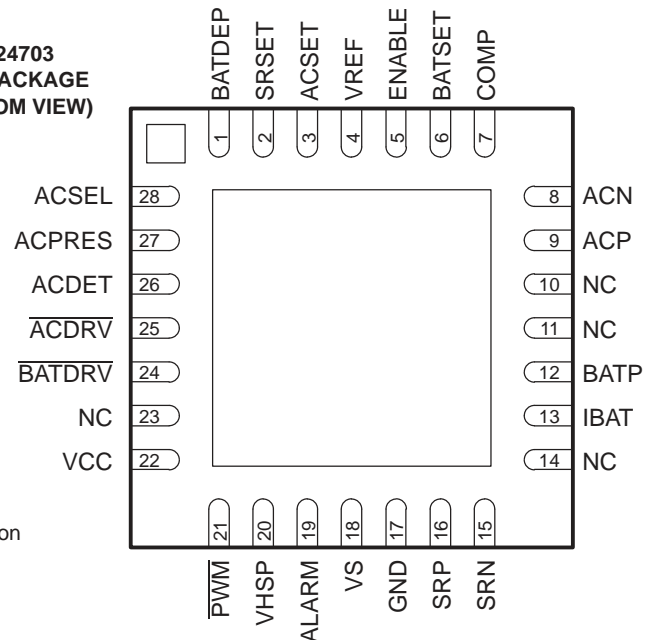 24703
ACKAGE
OM VIEW)
BATDEP
SRSET
ACSET
VREF
ENABLE
BATSET
COMP
1
2
3
4
5
6
7
ACSEL 28
8 ACN
ACPRES 27
9 ACP
ACDET 26
10 NC
ACDRV 25
11 NC
BATDRV 24
12 BATP
NC 23
13 IBAT
VCC 22
14 NC
on
21
20
19
18
17
16
15
PWM
VHSP
ALARM
VS
GND
SRP
SRN